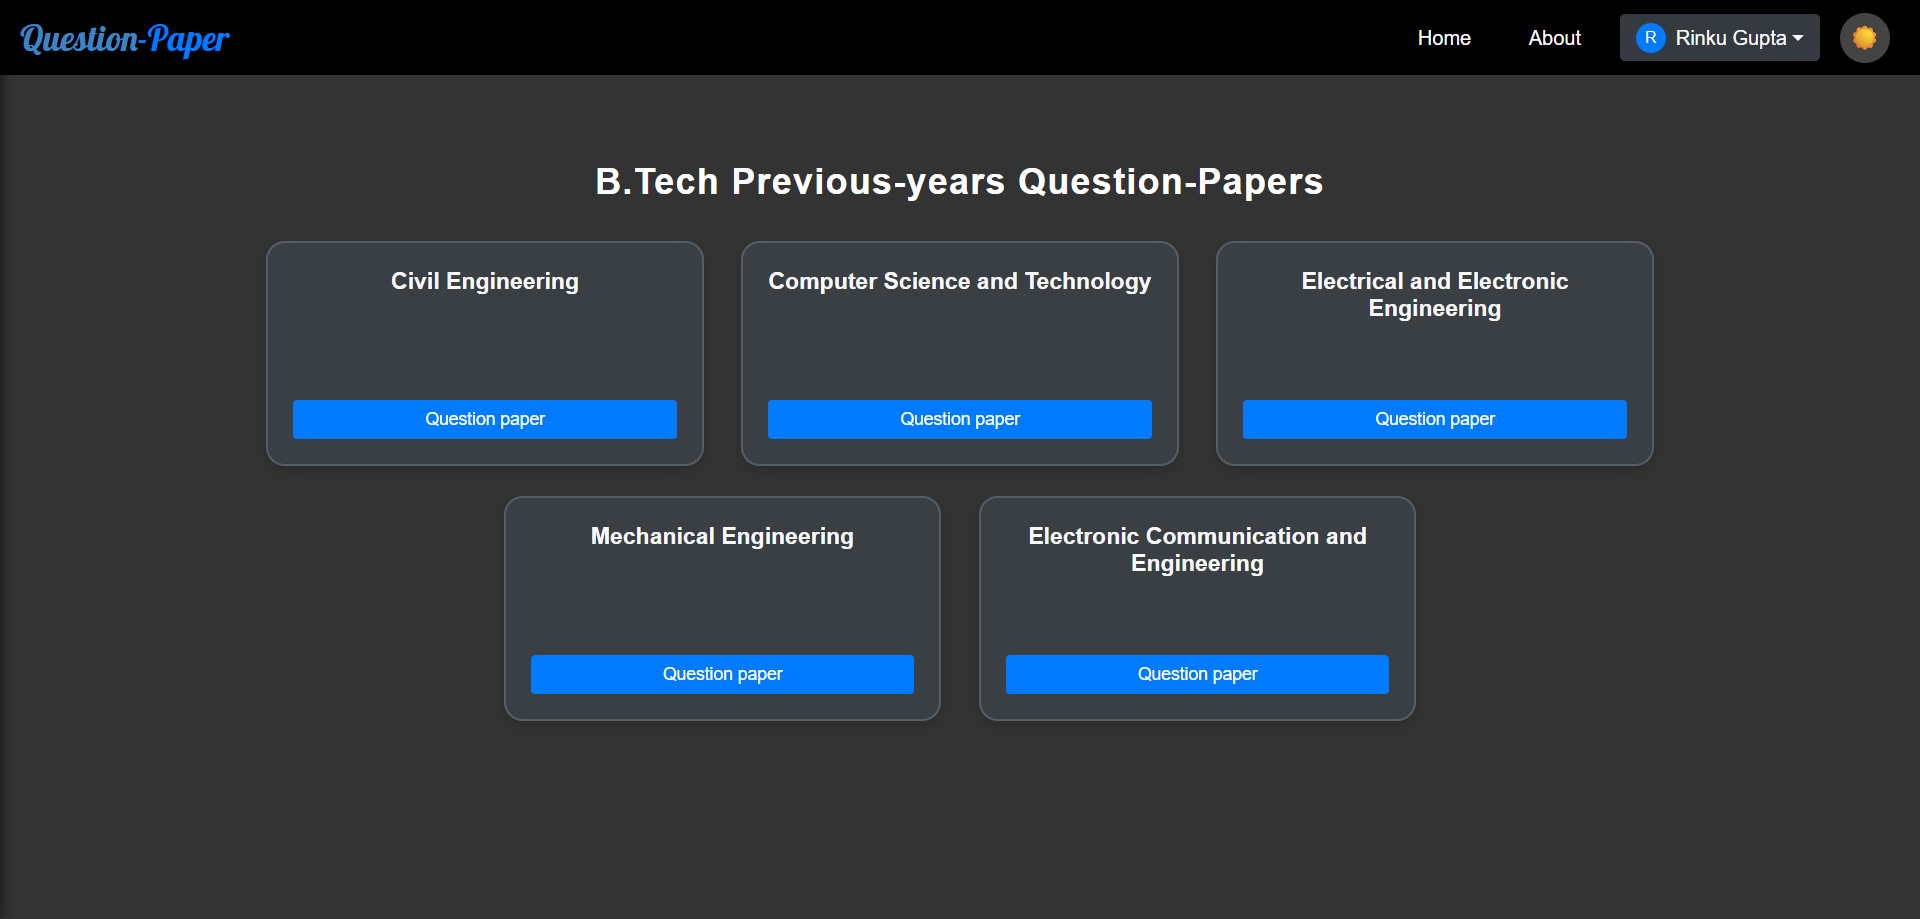 Question-Paper
Home
About
R
Rinku Gupta
B.Tech Previous-years Question-Papers
Civil Engineering
Question paper
Computer Science and Technology
Question paper
Electrical and Electronic
Engineering
Question paper
Mechanical Engineering
Question paper
Electronic Communication and
Engineering
Question paper